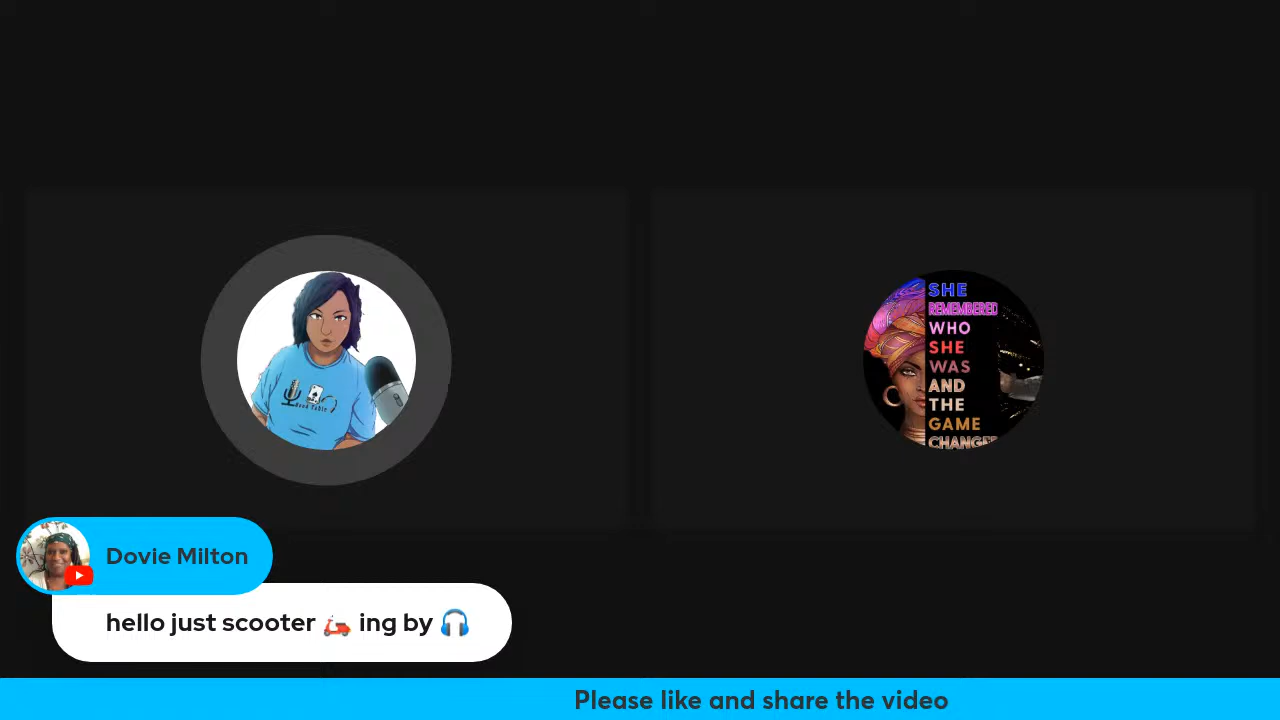 SHE
REMEMBERED
WHO
SHE
WAS
AND
THE
GAME
CHANGED
Dovie Milton
hello just scooter 🛵 ing by 🎧
Please like and share the video